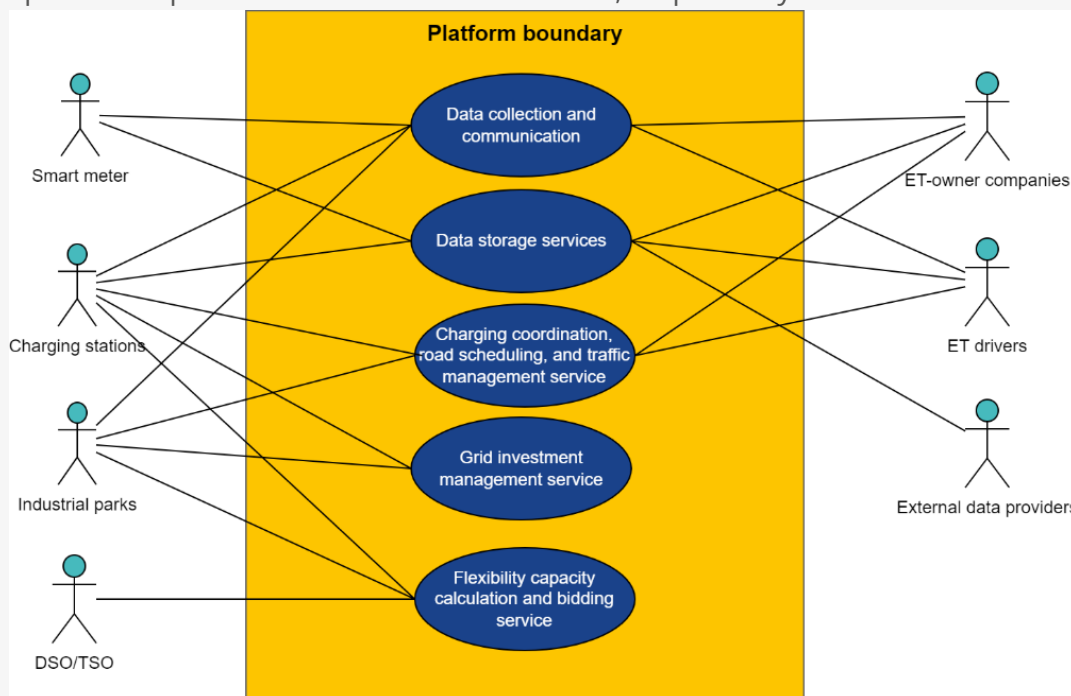 Platform boundary
Data collection and
communication
Smart meter
ET-owner companies
Data storage services
Charging stations
Charging coordination,
road scheduling, and traffic
management service
ET drivers
Grid investment
management service
Industrial parks
External data providers
Flexibility capacity
calculation and bidding
service
DSO/TSO